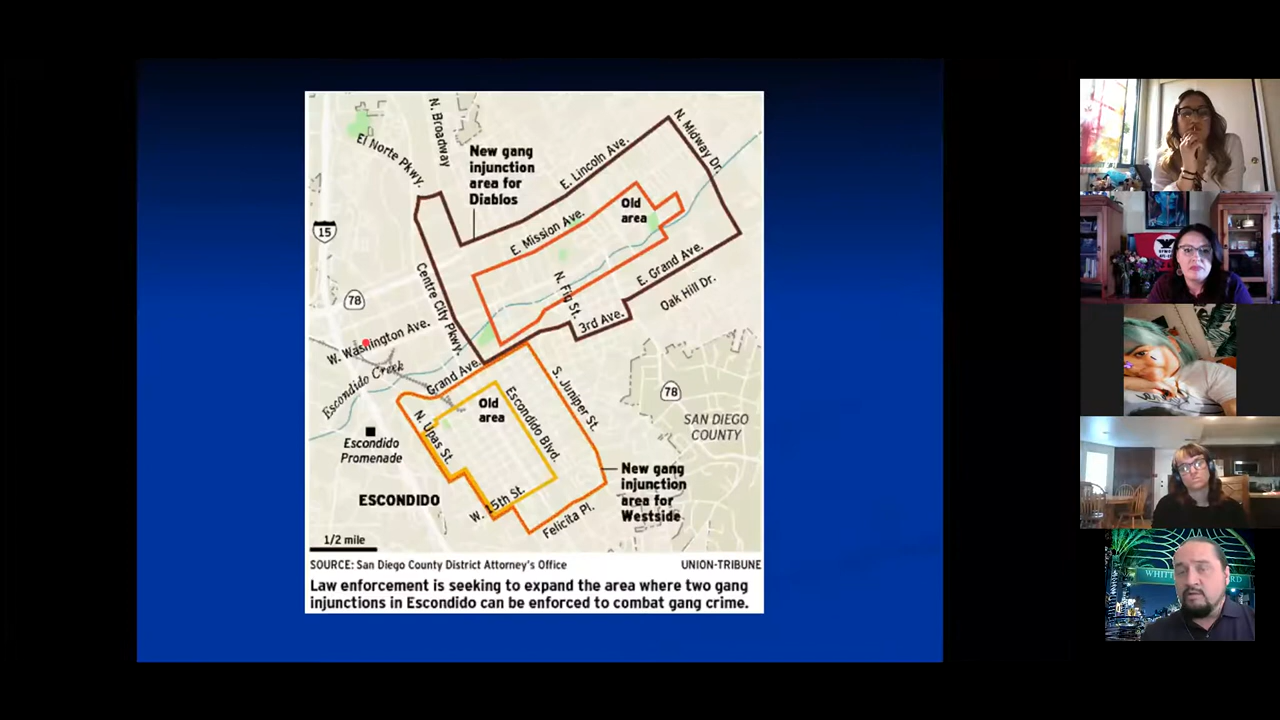 N. Broadway
El Norte Pkwy.
New gang
injunction
area for
Diablos
E. Lincoln Ave.
N. Midway Dr.
15
E. Mission Ave.
Old
area
Centre City Pkwy.
N. Fig St.
E. Grand Ave.
Oak Hill Dr.
3rd Ave.
78
W. Washington Ave.
Escondido Creek
Grand Ave.
S. Juniper St.
78
SAN DIEGO
COUNTY
Old
area
Escondido Blvd.
N. Upas St.
Escondido
Promenade
ESCONDIDO
W. 15th St.
Felicita Pl.
New gang
injunction
area for
Westside
1/2 mile
SOURCE: San Diego County District Attorney's Office
UNION-TRIBUNE
Law enforcement is seeking to expand the area where two gang
injunctions in Escondido can be enforced to combat gang crime.
WHITT